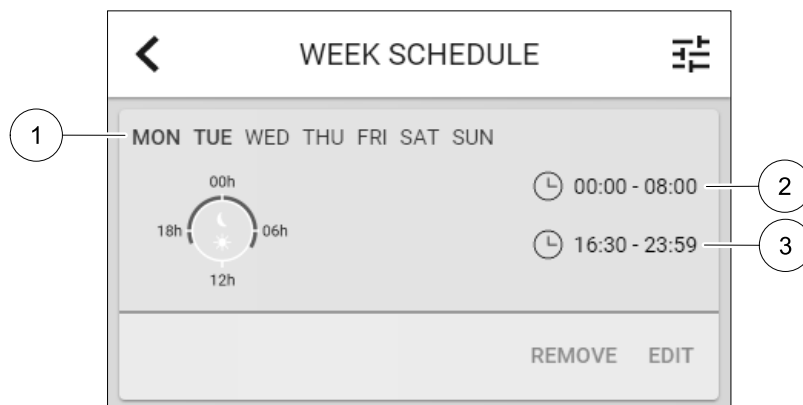 WEEK SCHEDULE
1
MON TUE WED THU FRI SAT SUN
00h
18h
06h
12h
00:00 - 08:00
2
16:30 - 23:59
3
REMOVE EDIT